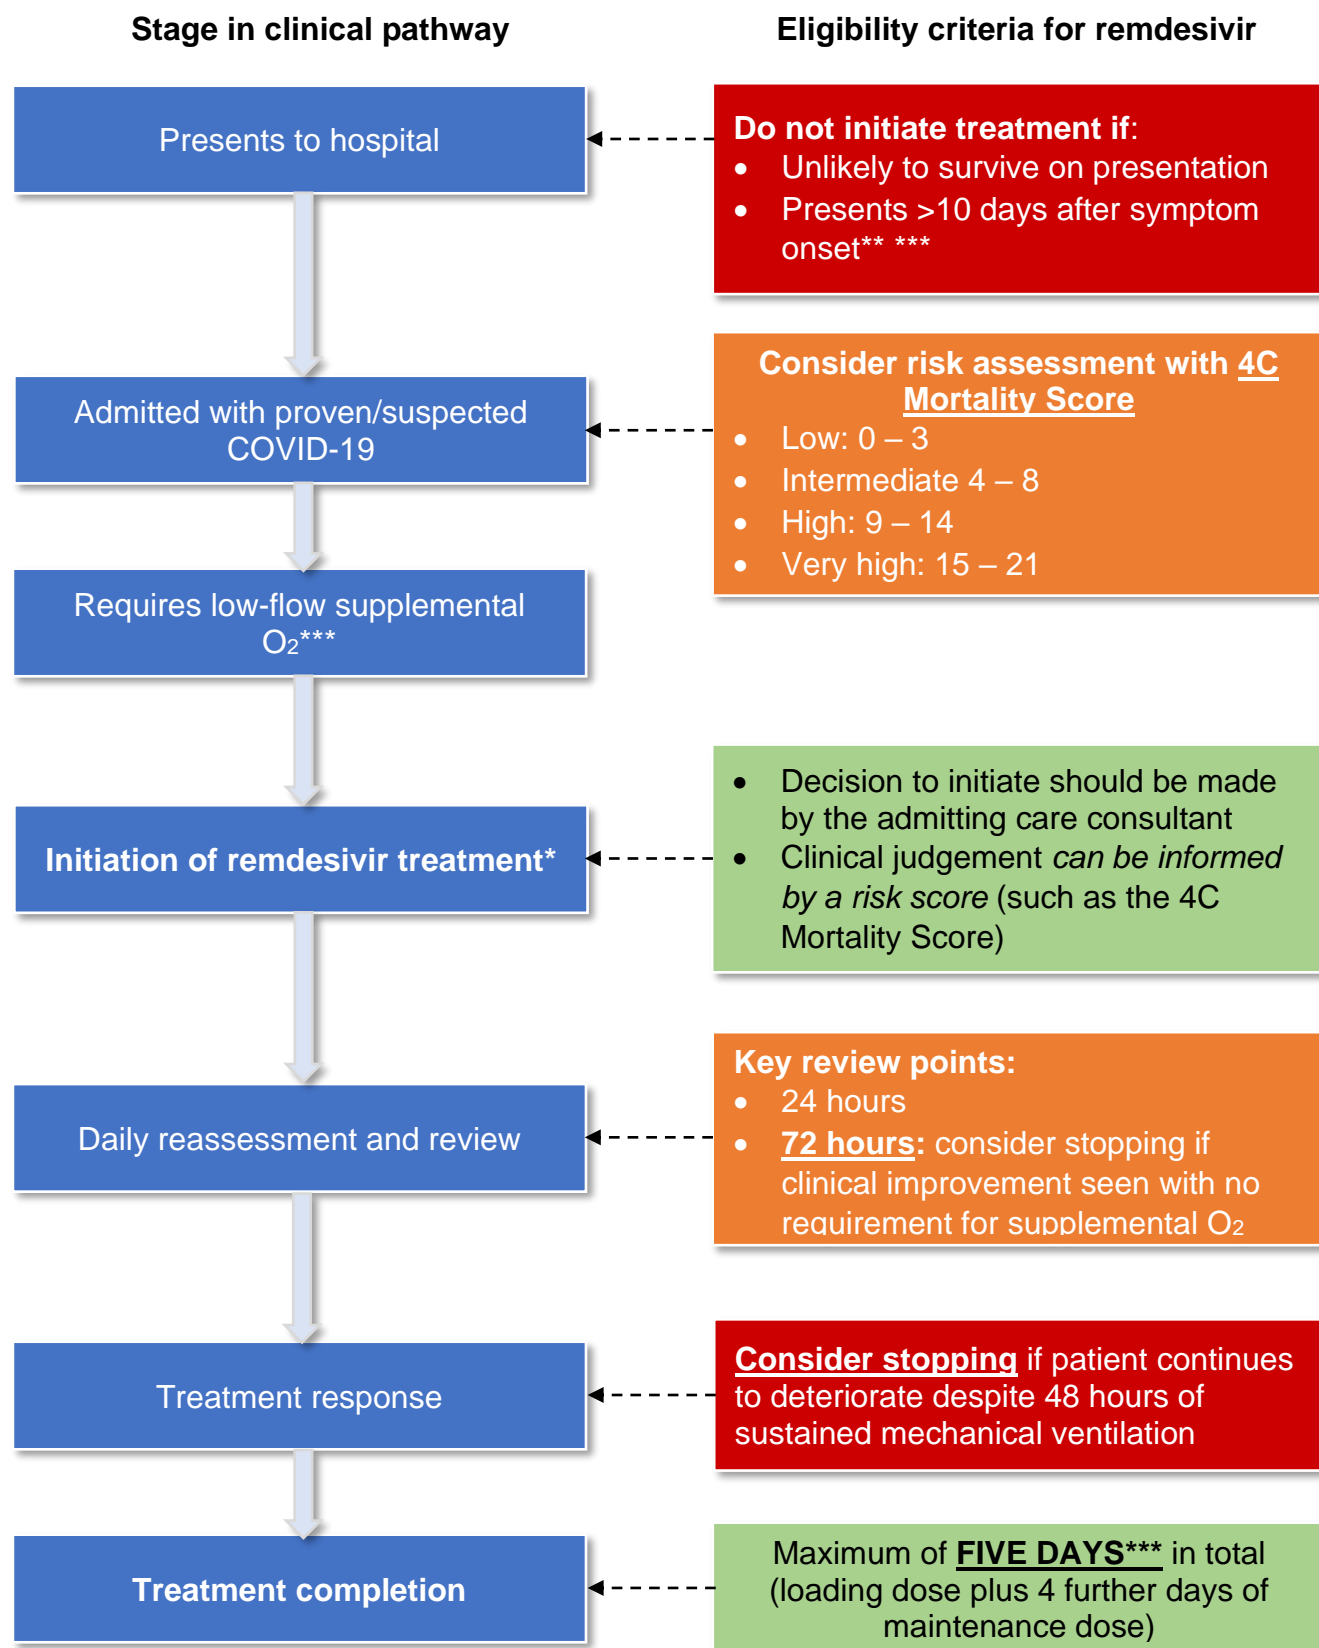 Stage in clinical pathway
Eligibility criteria for remdesivir
Presents to hospital
Do not initiate treatment if:
• Unlikely to survive on presentation
• Presents >10 days after symptom
onset** ***
Admitted with proven/suspected
COVID-19
Consider risk assessment with 4C
Mortality Score
• Low: 0 – 3
• Intermediate 4 – 8
• High: 9 – 14
• Very high: 15 – 21
Requires low-flow supplemental
O₂***
Initiation of remdesivir treatment*
• Decision to initiate should be made
by the admitting care consultant
• Clinical judgement can be informed
by a risk score (such as the 4C
Mortality Score)
Daily reassessment and review
Key review points:
• 24 hours
• 72 hours: consider stopping if
clinical improvement seen with no
requirement for supplemental O₂
Treatment response
Consider stopping if patient continues
to deteriorate despite 48 hours of
sustained mechanical ventilation
Treatment completion
Maximum of FIVE DAYS*** in total
(loading dose plus 4 further days of
maintenance dose)